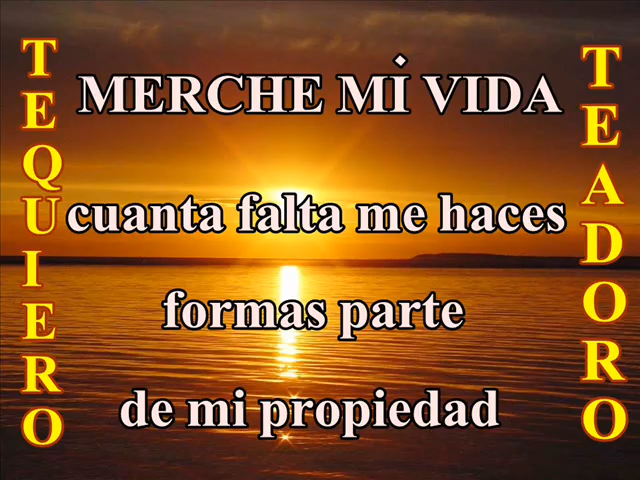 TEQUIERO
MERCHE MI VIDA
cuanta falta me haces
formas parte
de mi propiedad
TEADORO